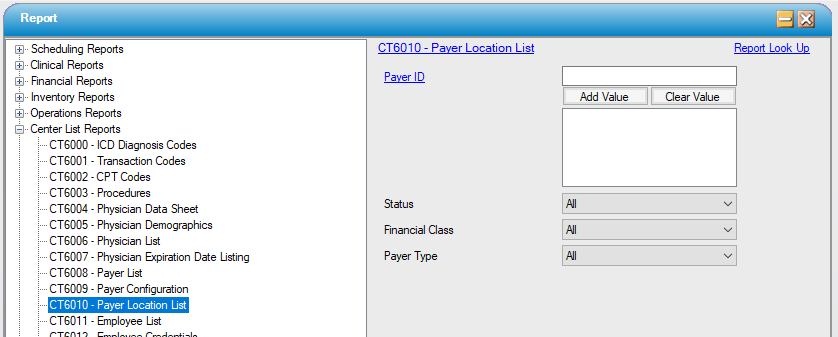 Report
Scheduling Reports
Clinical Reports
Financial Reports
Inventory Reports
Operations Reports
Center List Reports
CT6000 - ICD Diagnosis Codes
CT6001 - Transaction Codes
CT6002 - CPT Codes
CT6003 - Procedures
CT6004 - Physician Data Sheet
CT6005 - Physician Demographics
CT6006 - Physician List
CT6007 - Physician Expiration Date Listing
CT6008 - Payer List
CT6009 - Payer Configuration
CT6010 - Payer Location List
CT6011 - Employee List
CT6012 - Employee Credentials
CT6010 - Payer Location List
Report Look Up
Payer ID
Add Value
Clear Value
Status
All
Financial Class
All
Payer Type
All